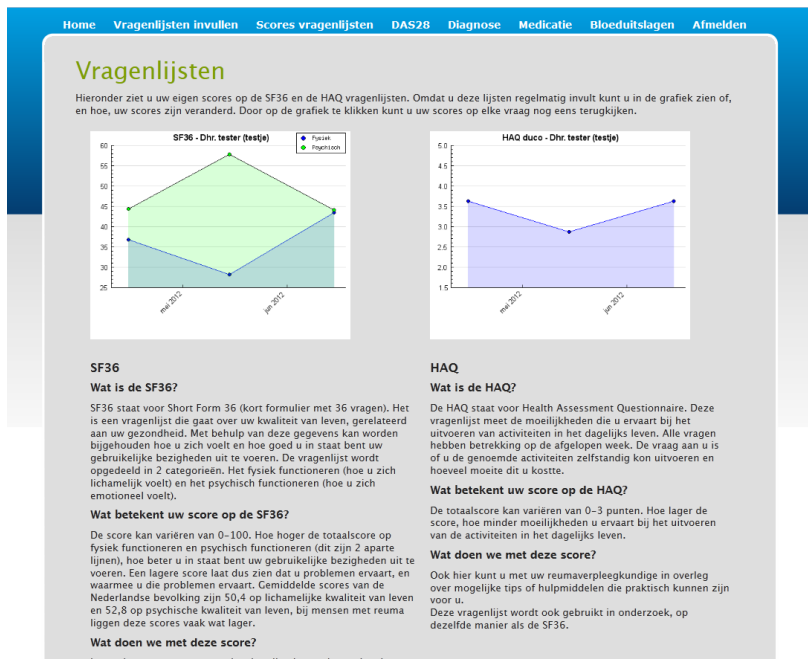 Home Vragenlijsten invullen Scores vragenlijsten DAS28 Diagnose Medicatie Bloeduitslagen Afmelden
Vragenlijsten
Hieronder ziet u uw eigen scores op de SF36 en de HAQ vragenlijsten. Omdat u deze lijsten regelmatig invult kunt u in de grafiek zien of,
en hoe, uw scores zijn veranderd. Door op de grafiek te klikken kunt u uw scores op elke vraag nog eens terugkijken.
SF36 - Dhr. tester (testje)
Fysiek
Psychisch
60
55
50
45
40
35
30
25
mei 2012
jun 2012
HAQ duco - Dhr. tester (testje)
5.0
4.5
4.0
3.5
3.0
2.5
2.0
1.5
mei 2012
jun 2012
SF36
Wat is de SF36?
SF36 staat voor Short Form 36 (kort formulier met 36 vragen). Het
is een vragenlijst die gaat over uw kwaliteit van leven, gerelateerd
aan uw gezondheid. Met behulp van deze gegevens kan worden
bijgehouden hoe u zich voelt en hoe goed u in staat bent uw
gebruikelijke bezigheden uit te voeren. De vragenlijst wordt
opgedeeld in 2 categorieën. Het fysiek functioneren (hoe u zich
lichamelijk voelt) en het psychisch functioneren (hoe u zich
emotioneel voelt).
Wat betekent uw score op de SF36?
De score kan variëren van 0-100. Hoe hoger de totaalscore op
fysiek functioneren en psychisch functioneren (dit zijn 2 aparte
lijnen), hoe beter u in staat bent uw gebruikelijke bezigheden uit te
voeren. Een lagere score laat dus zien dat u problemen ervaart, en
waarmee u die problemen ervaart. Gemiddelde scores van de
Nederlandse bevolking zijn 50,4 op lichamelijke kwaliteit van leven
en 52,8 op psychische kwaliteit van leven, bij mensen met reuma
liggen deze scores vaak wat lager.
Wat doen we met deze score?
HAQ
Wat is de HAQ?
De HAQ staat voor Health Assessment Questionnaire. Deze
vragenlijst meet de moeilijkheden die u ervaart bij het
uitvoeren van activiteiten in het dagelijks leven. Alle vragen
hebben betrekking op de afgelopen week. De vraag aan u is
of u de genoemde activiteiten zelfstandig kon uitvoeren en
hoeveel moeite dit u kostte.
Wat betekent uw score op de HAQ?
De totaalscore kan variëren van 0-3 punten. Hoe lager de
score, hoe minder moeilijkheden u ervaart bij het uitvoeren
van de activiteiten in het dagelijks leven.
Wat doen we met deze score?
Ook hier kunt u met uw reumaverpleegkundige in overleg
over mogelijke tips of hulpmiddelen die praktisch kunnen zijn
voor u.
Deze vragenlijst wordt ook gebruikt in onderzoek, op
dezelfde manier als de SF36.